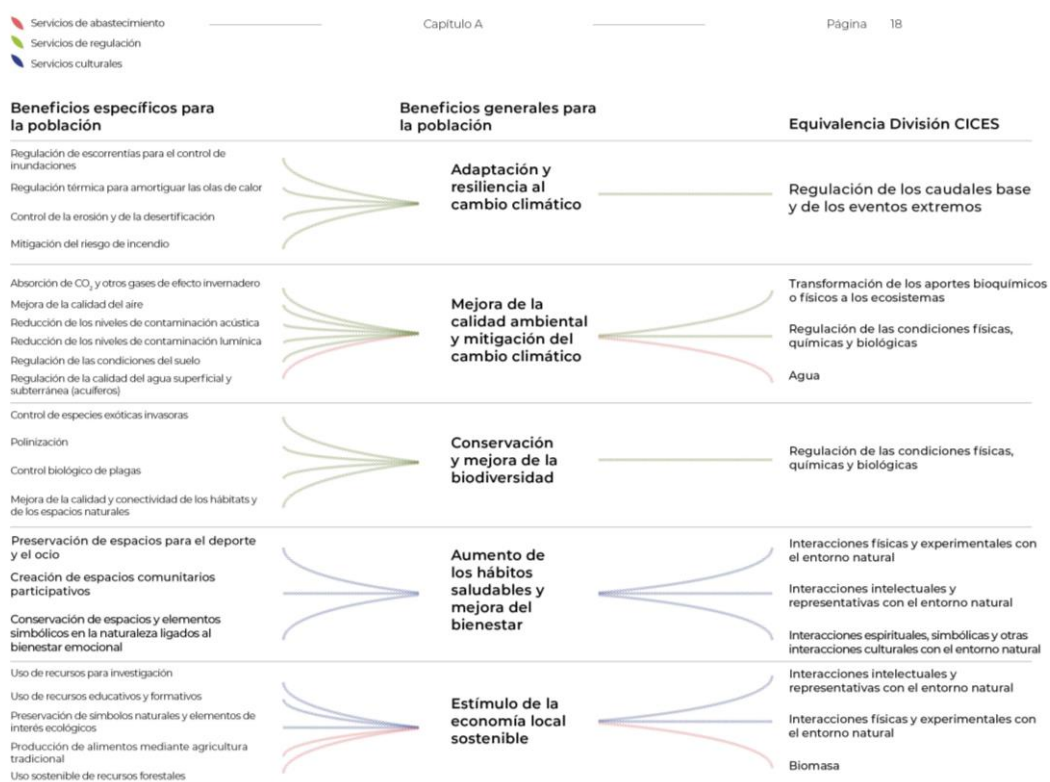 Servicios de abastecimiento
Servicios de regulación
Servicios culturales
Capítulo A
Página 18
Beneficios específicos para
la población
Beneficios generales para
la población
Equivalencia División CICES
Regulación de escorrentías para el control de
inundaciones
Regulación térmica para amortiguar las olas de calor
Control de la erosión y de la desertificación
Mitigación del riesgo de incendio
Adaptación y
resiliencia al
cambio climático
Regulación de los caudales base
y de los eventos extremos
Absorción de CO₂ y otros gases de efecto invernadero
Mejora de la calidad del aire
Reducción de los niveles de contaminación acústica
Reducción de los niveles de contaminación lumínica
Regulación de las condiciones del suelo
Regulación de la calidad del agua superficial y
subterránea (acuíferos)
Mejora de la
calidad ambiental
y mitigación del
cambio climático
Transformación de los aportes bioquímicos
o físicos a los ecosistemas
Regulación de las condiciones físicas,
químicas y biológicas
Agua
Control de especies exóticas invasoras
Polinización
Control biológico de plagas
Mejora de la calidad y conectividad de los hábitats y
de los espacios naturales
Conservación
y mejora de la
biodiversidad
Regulación de las condiciones físicas,
químicas y biológicas
Preservación de espacios para el deporte
y el ocio
Creación de espacios comunitarios
participativos
Conservación de espacios y elementos
simbólicos en la naturaleza ligados al
bienestar emocional
Aumento de
los hábitos
saludables y
mejora del
bienestar
Interacciones físicas y experimentales con
el entorno natural
Interacciones intelectuales y
representativas con el entorno natural
Interacciones espirituales, simbólicas y otras
interacciones culturales con el entorno natural
Uso de recursos para investigación
Uso de recursos educativos y formativos
Preservación de símbolos naturales y elementos de
interés ecológicos
Producción de alimentos mediante agricultura
tradicional
Uso sostenible de recursos forestales
Estímulo de la
economía local
sostenible
Interacciones intelectuales y
representativas con el entorno natural
Interacciones físicas y experimentales con
el entorno natural
Biomasa